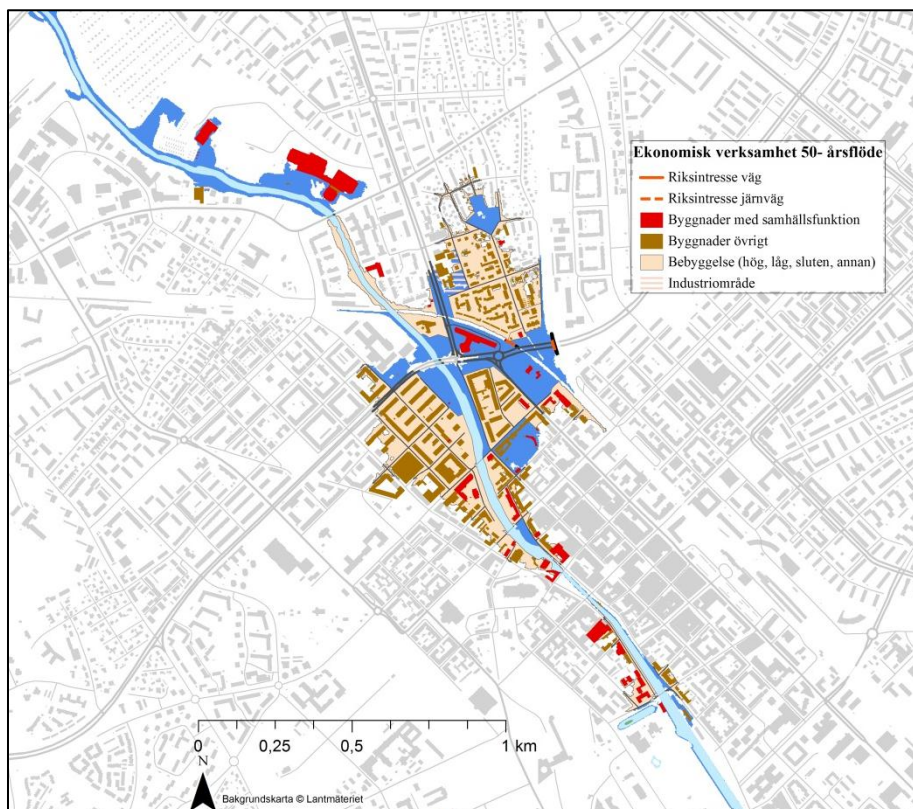 Ekonomisk verksamhet 50- årsflöde
Riksintresse väg
Riksintresse järnväg
Byggnader med samhällsfunktion
Byggnader övrigt
Bebyggelse (hög, låg, sluten, annan)
Industriområde
0 0,25 0,5 1 km
N
Bakgrundskarta © Lantmäteriet